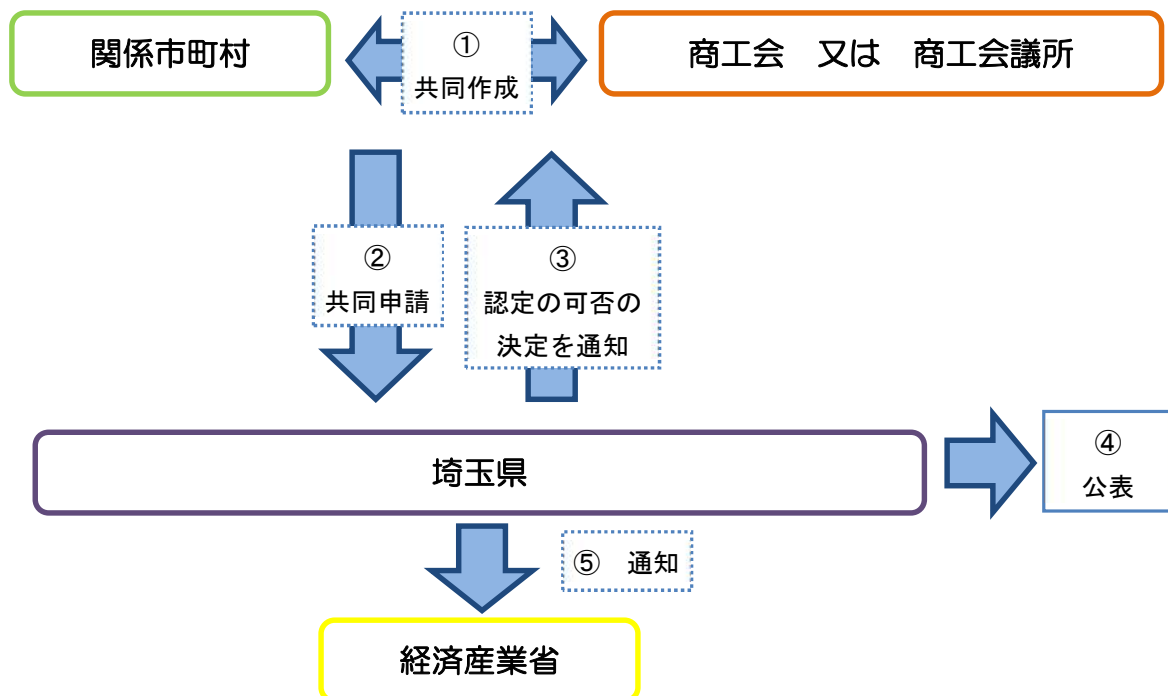 関係市町村
①
共同作成
商工会　又は　商工会議所
②
共同申請
③
認定の可否の
決定を通知
埼玉県
④
公表
⑤　通知
経済産業省